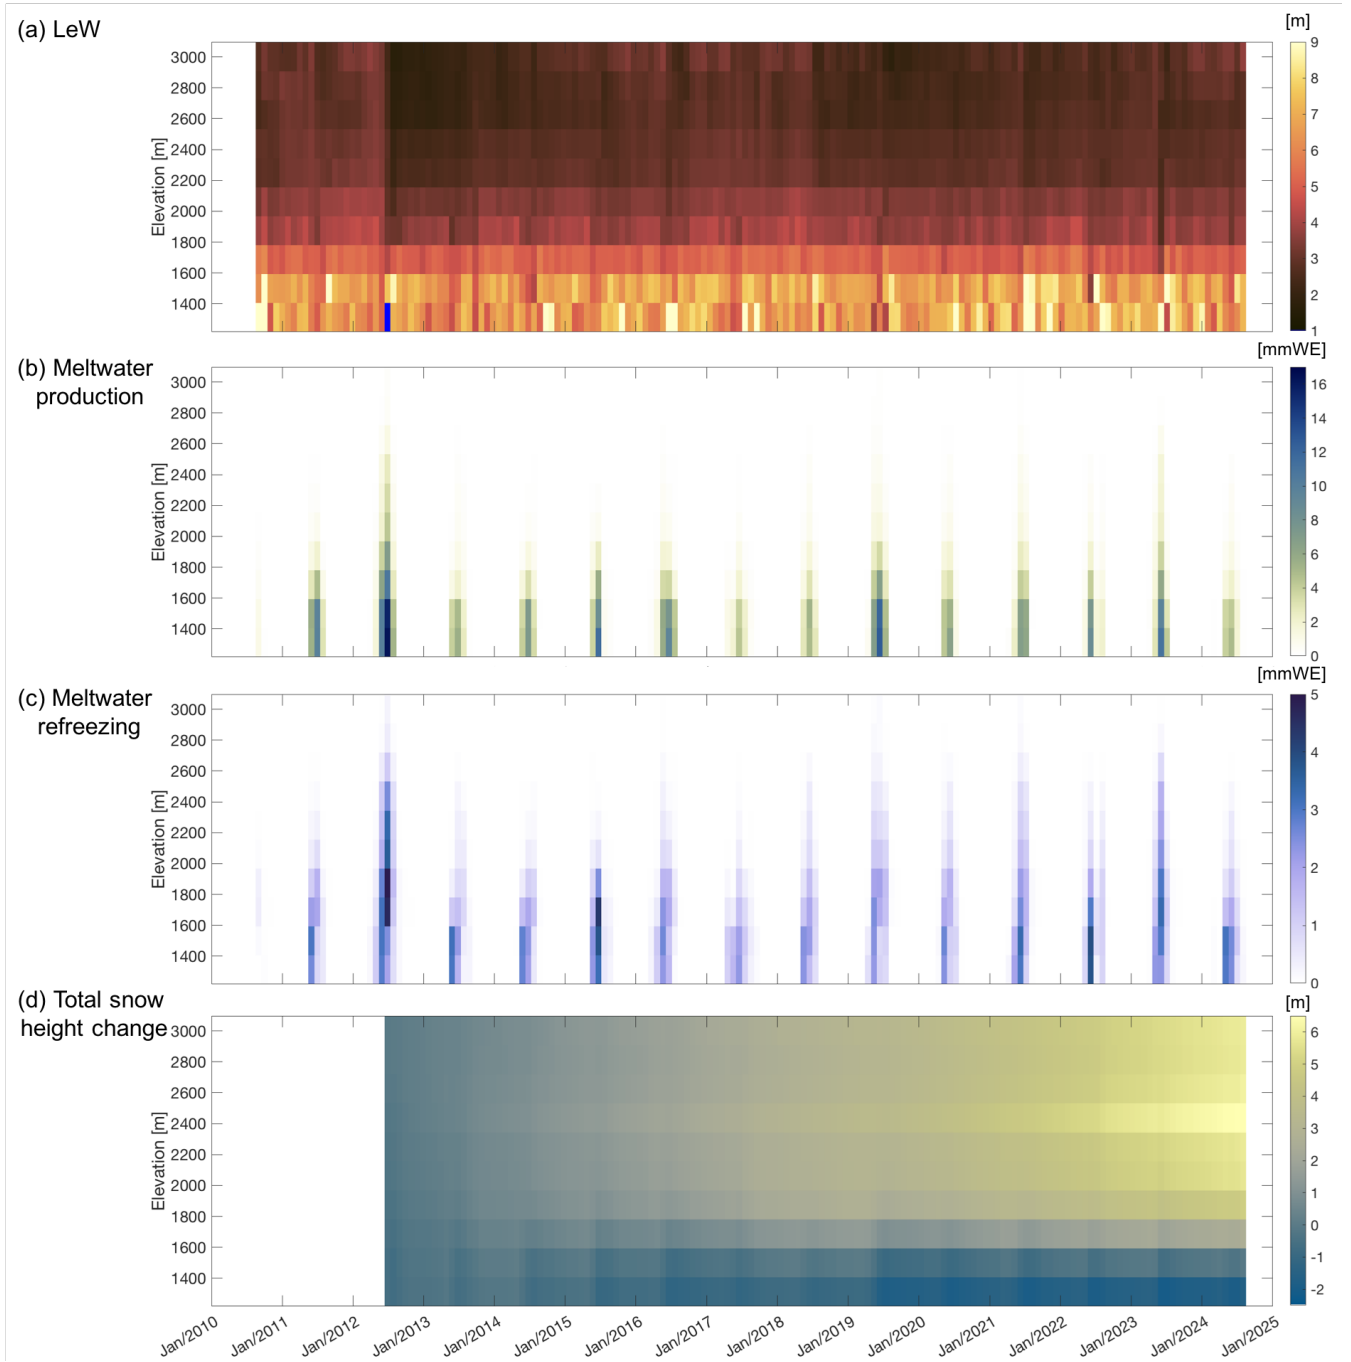 (a) LeW
[m]
Elevation [m]
3000
2800
2600
2400
2200
2000
1800
1600
1400
9
8
7
6
5
4
3
2
1
(b) Meltwater
production
[mmWE]
Elevation [m]
3000
2800
2600
2400
2200
2000
1800
1600
1400
16
14
12
10
8
6
4
2
0
(c) Meltwater
refreezing
[mmWE]
Elevation [m]
3000
2800
2600
2400
2200
2000
1800
1600
1400
5
4
3
2
1
0
(d) Total snow
height change
[m]
Elevation [m]
3000
2800
2600
2400
2200
2000
1800
1600
1400
6
5
4
3
2
1
0
-1
-2
Jan/2010
Jan/2011
Jan/2012
Jan/2013
Jan/2014
Jan/2015
Jan/2016
Jan/2017
Jan/2018
Jan/2019
Jan/2020
Jan/2021
Jan/2022
Jan/2023
Jan/2024
Jan/2025